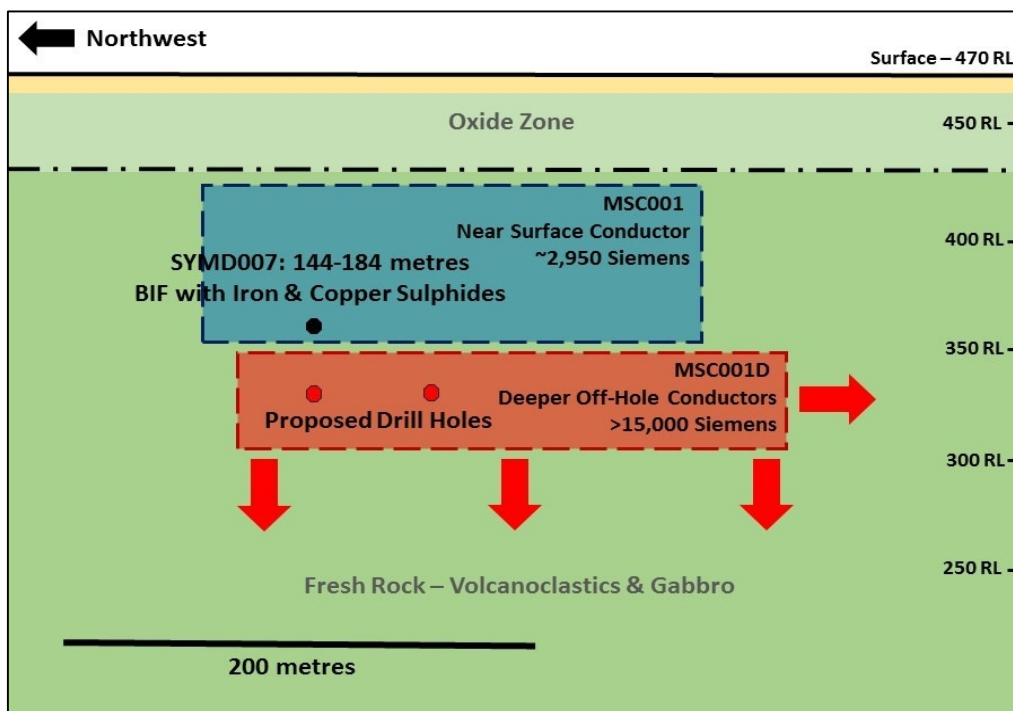 Northwest
Surface – 470 RL
Oxide Zone
450 RL
MSC001
Near Surface Conductor
~2,950 Siemens
400 RL
SYMD007: 144-184 metres
BIF with Iron & Copper Sulphides
350 RL
MSC001D
Deeper Off-Hole Conductors
>15,000 Siemens
Proposed Drill Holes
300 RL
250 RL
Fresh Rock – Volcanoclastics & Gabbro
200 metres